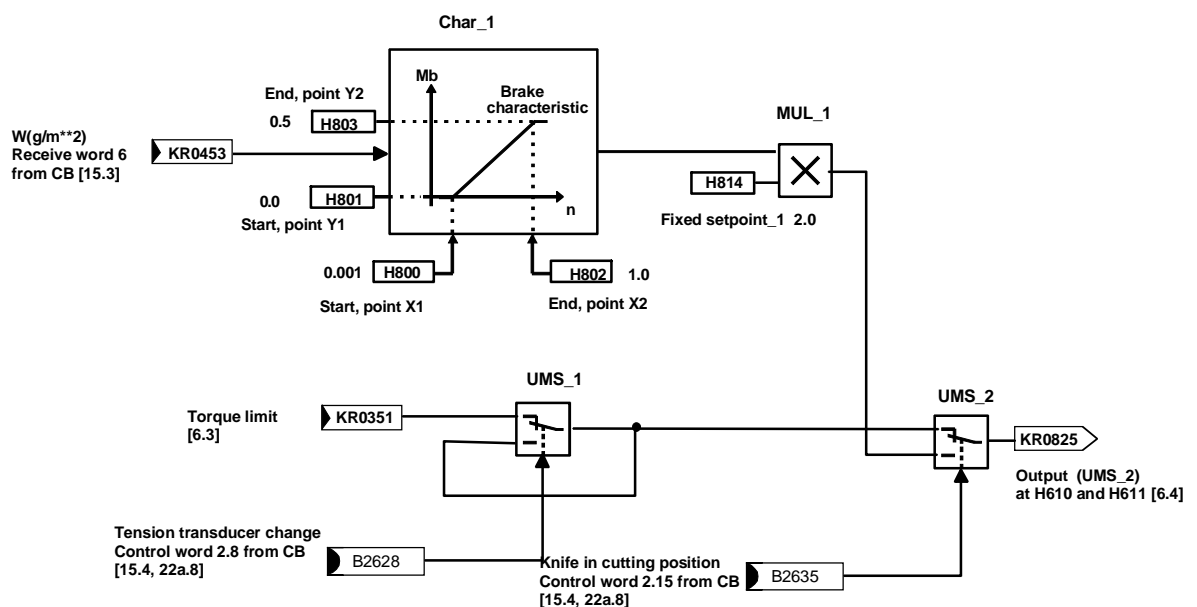 Char_1
Mb
Brake
characteristic
n
End, point Y2
0.5
H803
W(g/m**2)
Receive word 6
from CB [15.3]
KR0453
0.0
H801
Start, point Y1
0.001
H800
Start, point X1
H802
1.0
End, point X2
MUL_1
H814
Fixed setpoint_1 2.0
UMS_1
Torque limit
[6.3]
KR0351
UMS_2
KR0825
Output (UMS_2)
at H610 and H611 [6.4]
Tension transducer change
Control word 2.8 from CB
[15.4, 22a.8]
B2628
Knife in cutting position
Control word 2.15 from CB
[15.4, 22a.8]
B2635